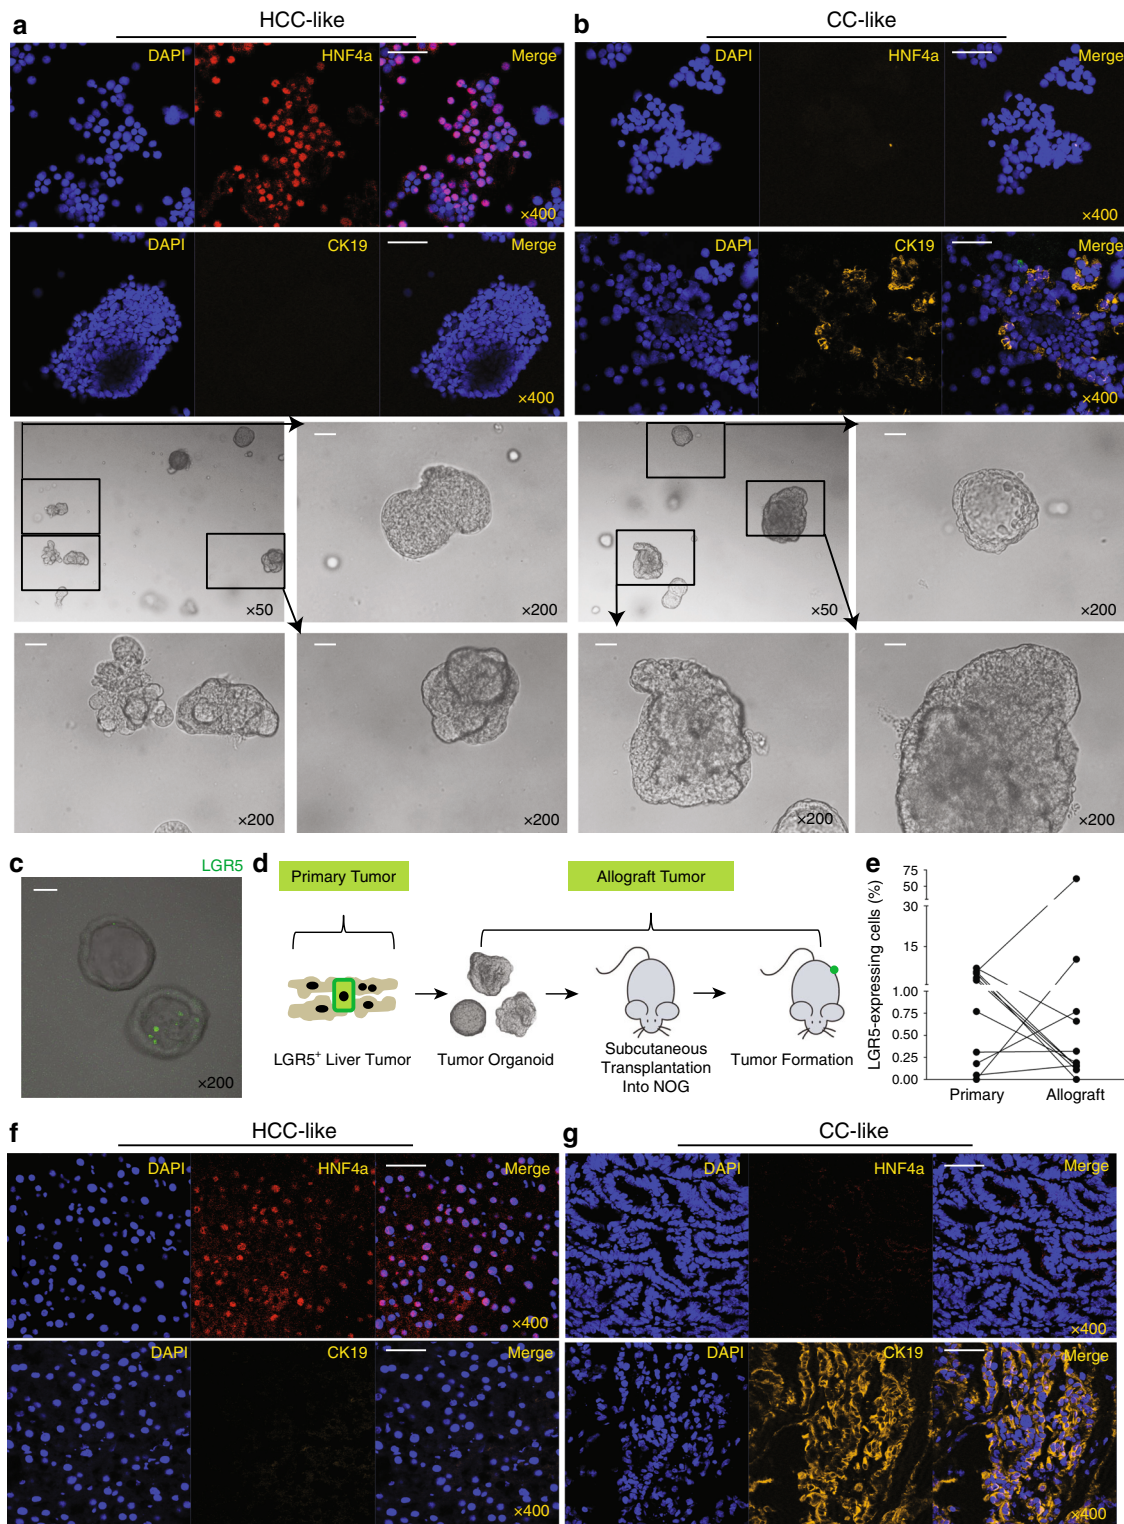 a
HCC-like
DAPI
HNF4a
Merge
×400
DAPI
CK19
Merge
×400
×50
×200
×200
×200
b
CC-like
DAPI
HNF4a
Merge
×400
DAPI
CK19
Merge
×400
×50
×200
×200
×200
c
LGR5
×200
d
Primary Tumor
Allograft Tumor
LGR5⁺ Liver Tumor
Tumor Organoid
Subcutaneous
Transplantation
Into NOG
Tumor Formation
e
LGR5-expressing cells (%)
75
50
30
15
1.00
0.75
0.50
0.25
0.00
Primary
Allograft
f
HCC-like
DAPI
HNF4a
Merge
×400
DAPI
CK19
Merge
×400
g
CC-like
DAPI
HNF4a
Merge
×400
DAPI
CK19
Merge
×400